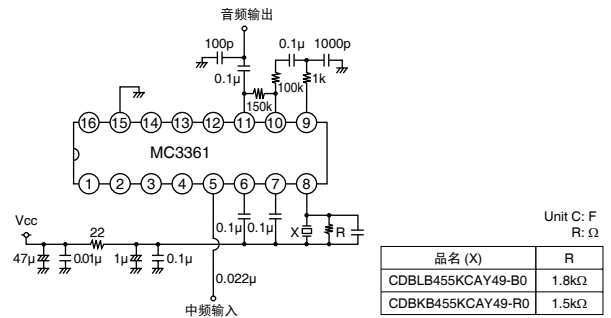 音频输出
100p
0.1μ
1000p
0.1μ
100k
1k
150k
16 15 14 13 12 11 10 9
MC3361
1 2 3 4 5 6 7 8
Vcc
22
0.1μ
0.1μ
X
R
47μ
0.01μ
1μ
0.1μ
0.022μ
中频输入
Unit C: F
R: Ω
品名 (X) R
CDBLB455KCAY49-B0 1.8kΩ
CDBKB455KCAY49-R0 1.5kΩ